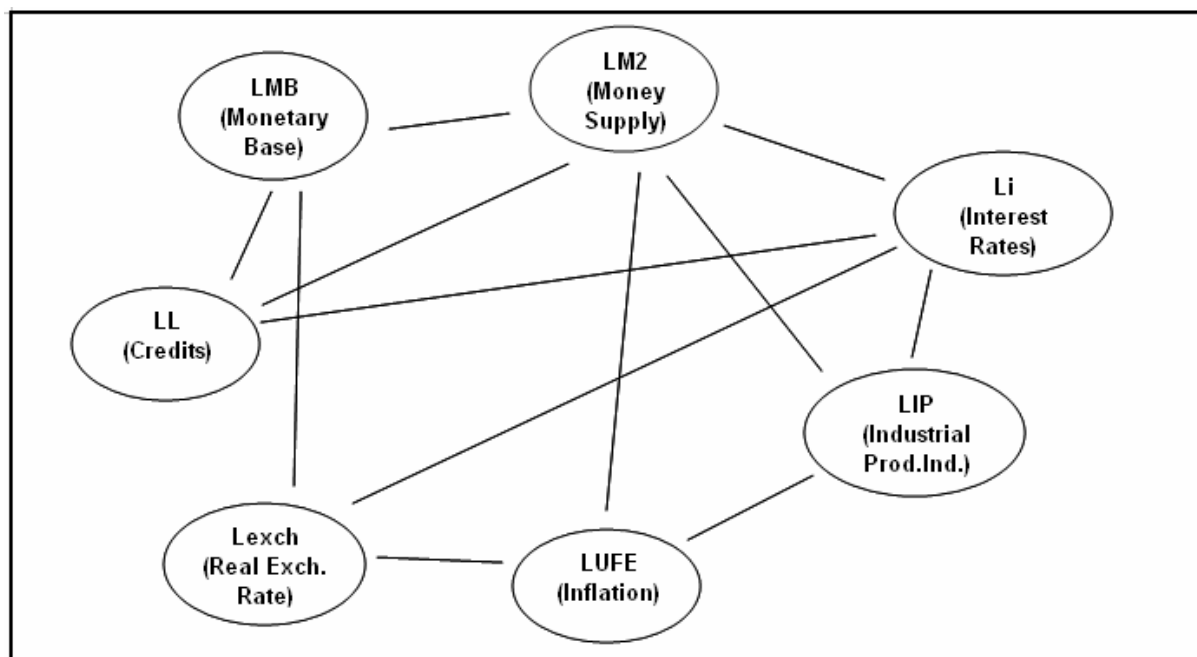 LMB
(Monetary
Base)
LM2
(Money
Supply)
Li
(Interest
Rates)
LL
(Credits)
LIP
(Industrial
Prod.Ind.)
Lexch
(Real Exch.
Rate)
LUFE
(Inflation)